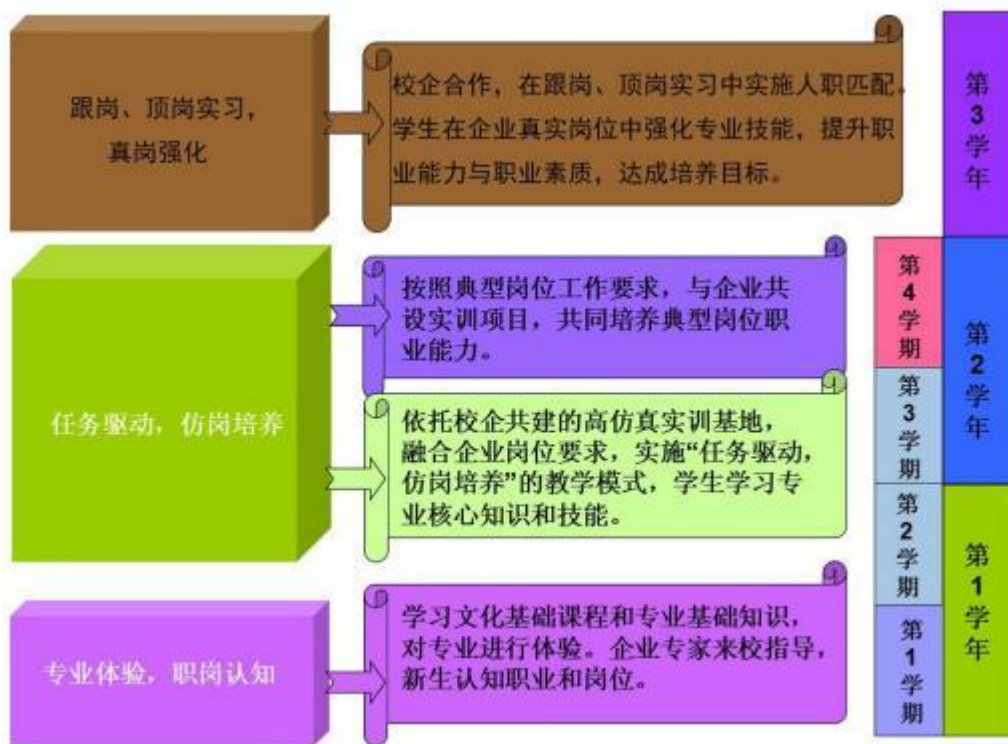 跟岗、顶岗实习，
真岗强化
校企合作，在跟岗、顶岗实习中实施人职匹配。
学生在企业真实岗位中强化专业技能，提升职
业能力与职业素质，达成培养目标。
第3学年
任务驱动，仿岗培养
按照典型岗位工作要求，与企业共
设实训项目，共同培养典型岗位职
业能力。
依托校企共建的高仿真实训基地，
融合企业岗位要求，实施“任务驱动，
仿岗培养”的教学模式，学生学习专
业核心知识和技能。
第4学期
第3学期
第2学年
专业体验，职岗认知
学习文化基础课程和专业基础知识，
对专业进行体验。企业专家来校指导，
新生认知职业和岗位。
第2学期
第1学期
第1学年